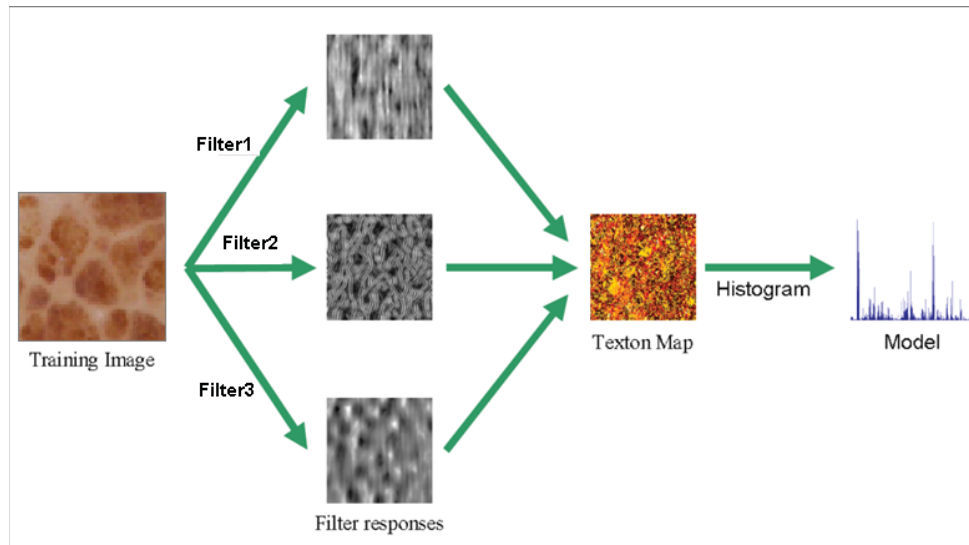 Filter1
Filter2
Filter3
Training Image
Filter responses
Texton Map
Histogram
Model